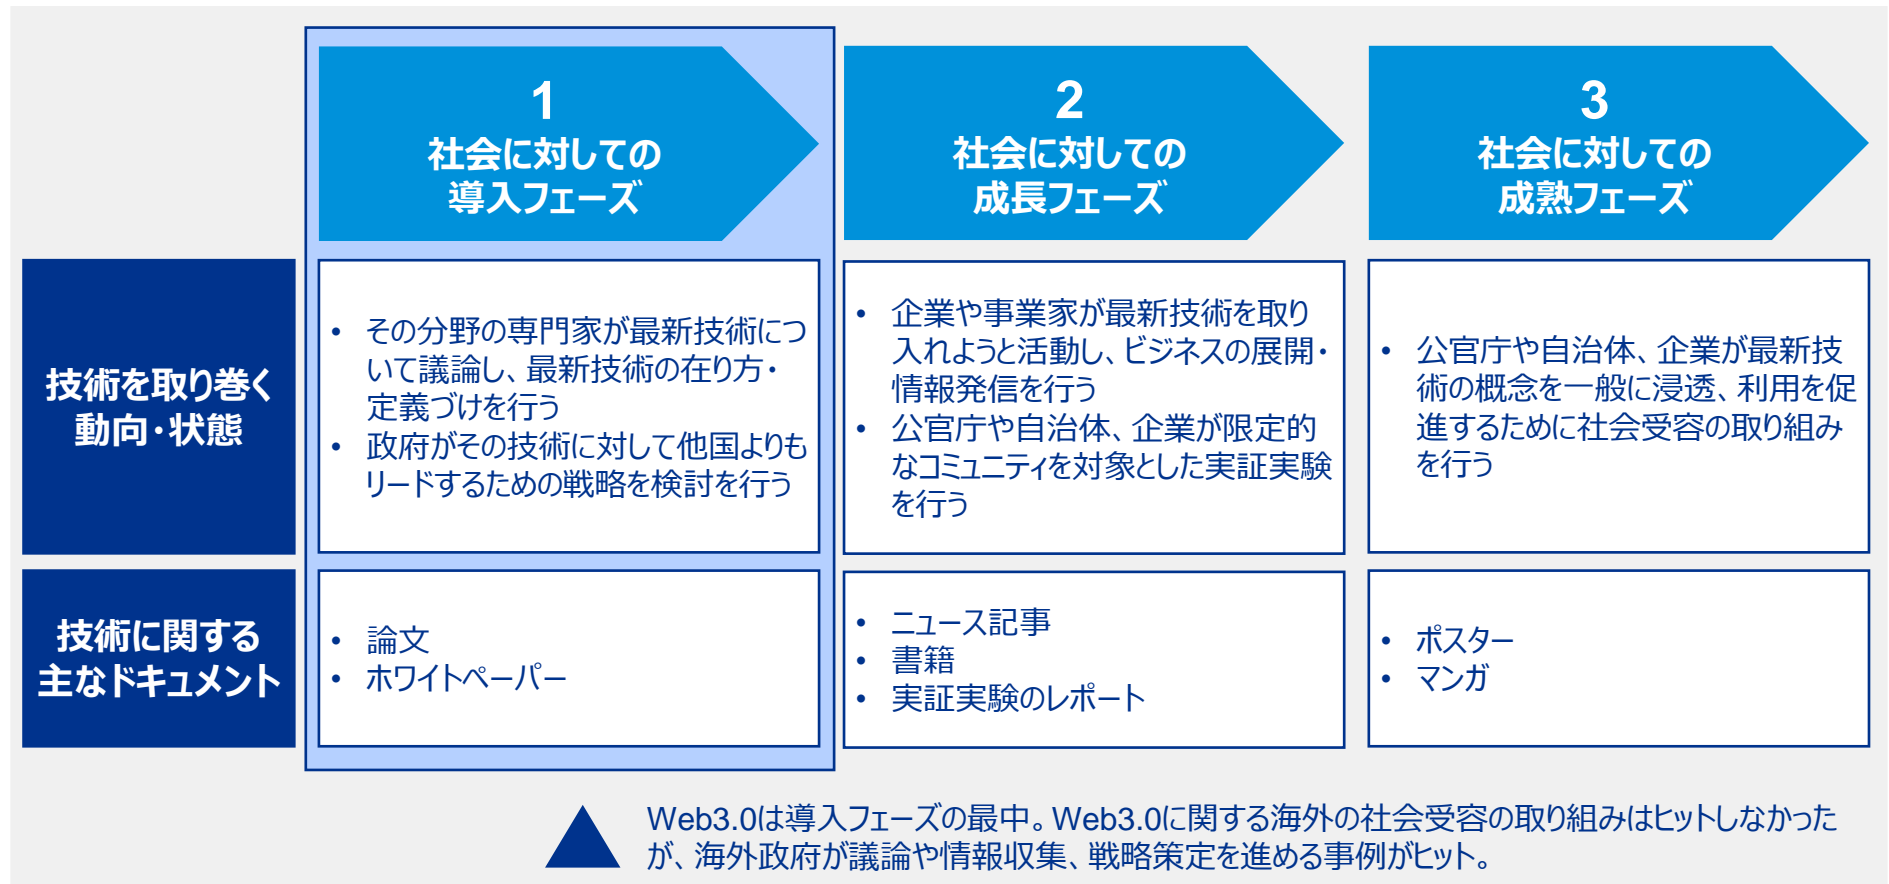 1
社会に対しての
導入フェーズ
2
社会に対しての
成長フェーズ
3
社会に対しての
成熟フェーズ
技術を取り巻く
動向・状態
• その分野の専門家が最新技術につ
いて議論し、最新技術の在り方・
定義づけを行う
• 政府がその技術に対して他国よりも
リードするための戦略を検討を行う
• 企業や事業家が最新技術を取り
入れようと活動し、ビジネスの展開・
情報発信を行う
• 公官庁や自治体、企業が限定的
なコミュニティを対象とした実証実験
を行う
• 公官庁や自治体、企業が最新技
術の概念を一般に浸透、利用を促
進するために社会受容の取り組み
を行う
技術に関する
主なドキュメント
• 論文
• ホワイトペーパー
• ニュース記事
• 書籍
• 実証実験のレポート
• ポスター
• マンガ
Web3.0は導入フェーズの最中。Web3.0に関する海外の社会受容の取り組みはヒットしなかった
が、海外政府が議論や情報収集、戦略策定を進める事例がヒット。